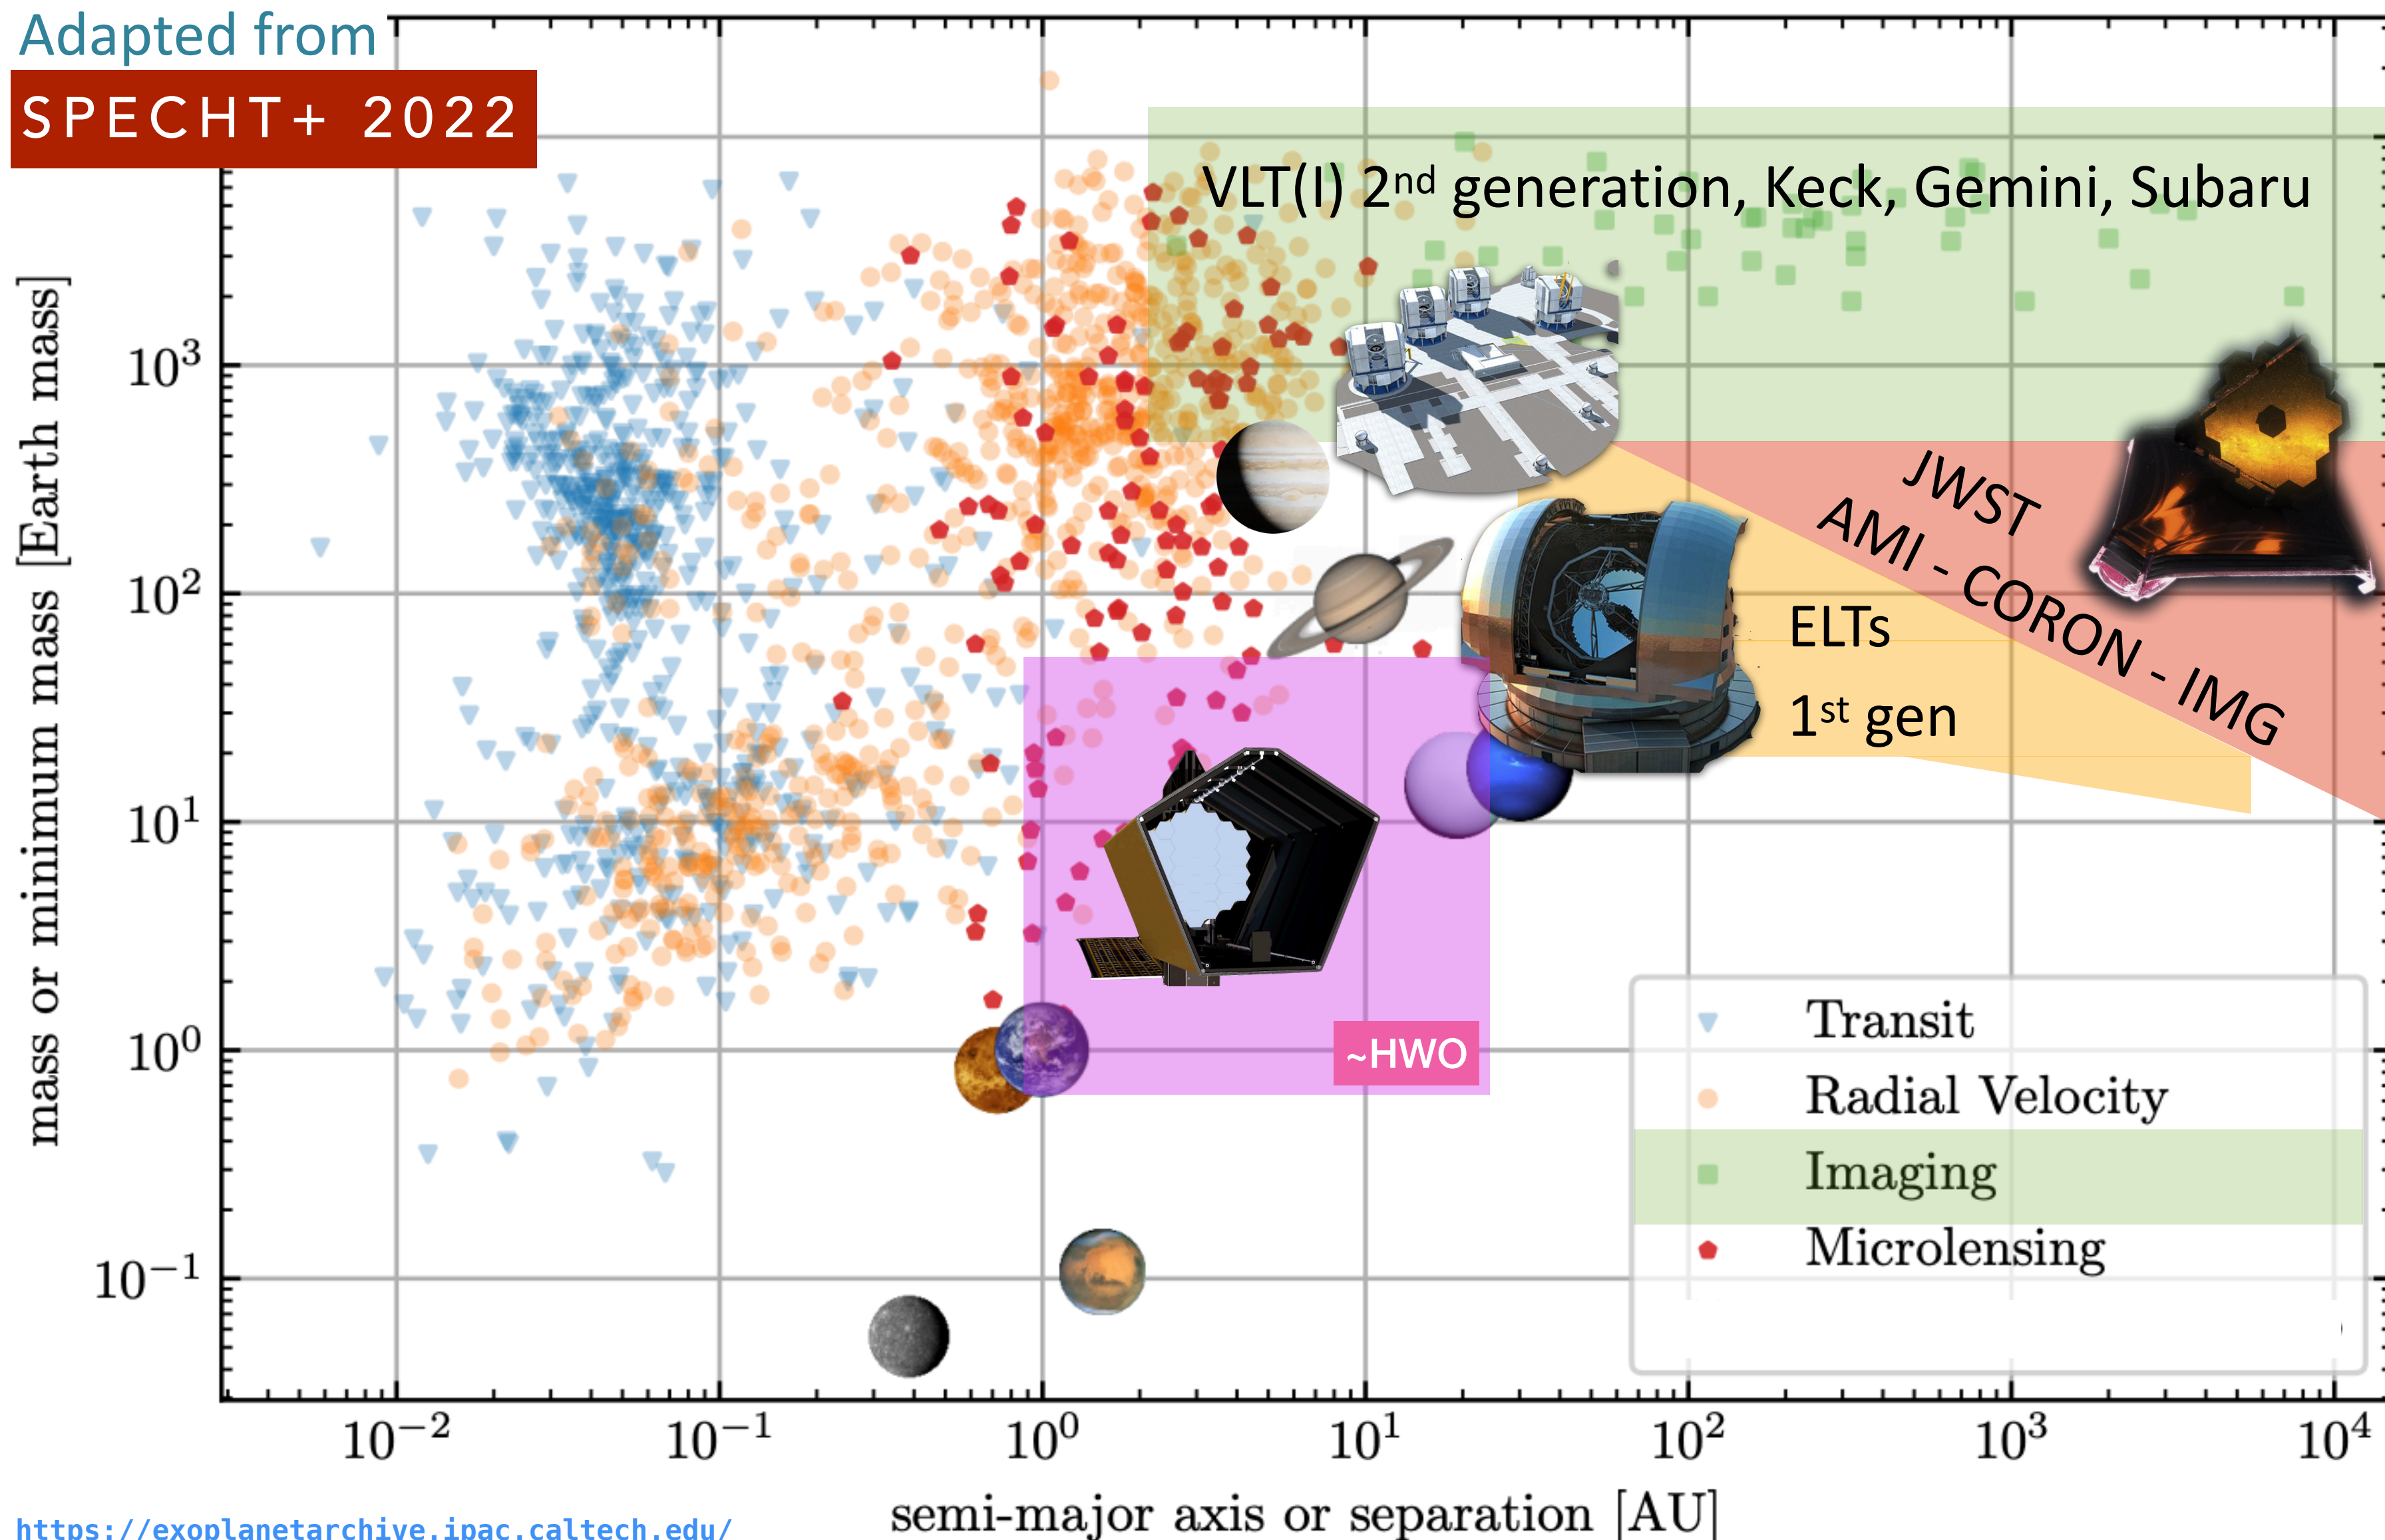 Adapted from
SPECHT+ 2022
VLT(I) 2nd generation, Keck, Gemini, Subaru
JWST
AMI - CORON - IMG
ELTs
1st gen
~HWO
mass or minimum mass [Earth mass]
10³
10²
10¹
10⁰
10⁻¹
Transit
Radial Velocity
Imaging
Microlensing
10⁻² 10⁻¹ 10⁰ 10¹ 10² 10³ 10⁴
semi-major axis or separation [AU]
https://exoplanetarchive.ipac.caltech.edu/